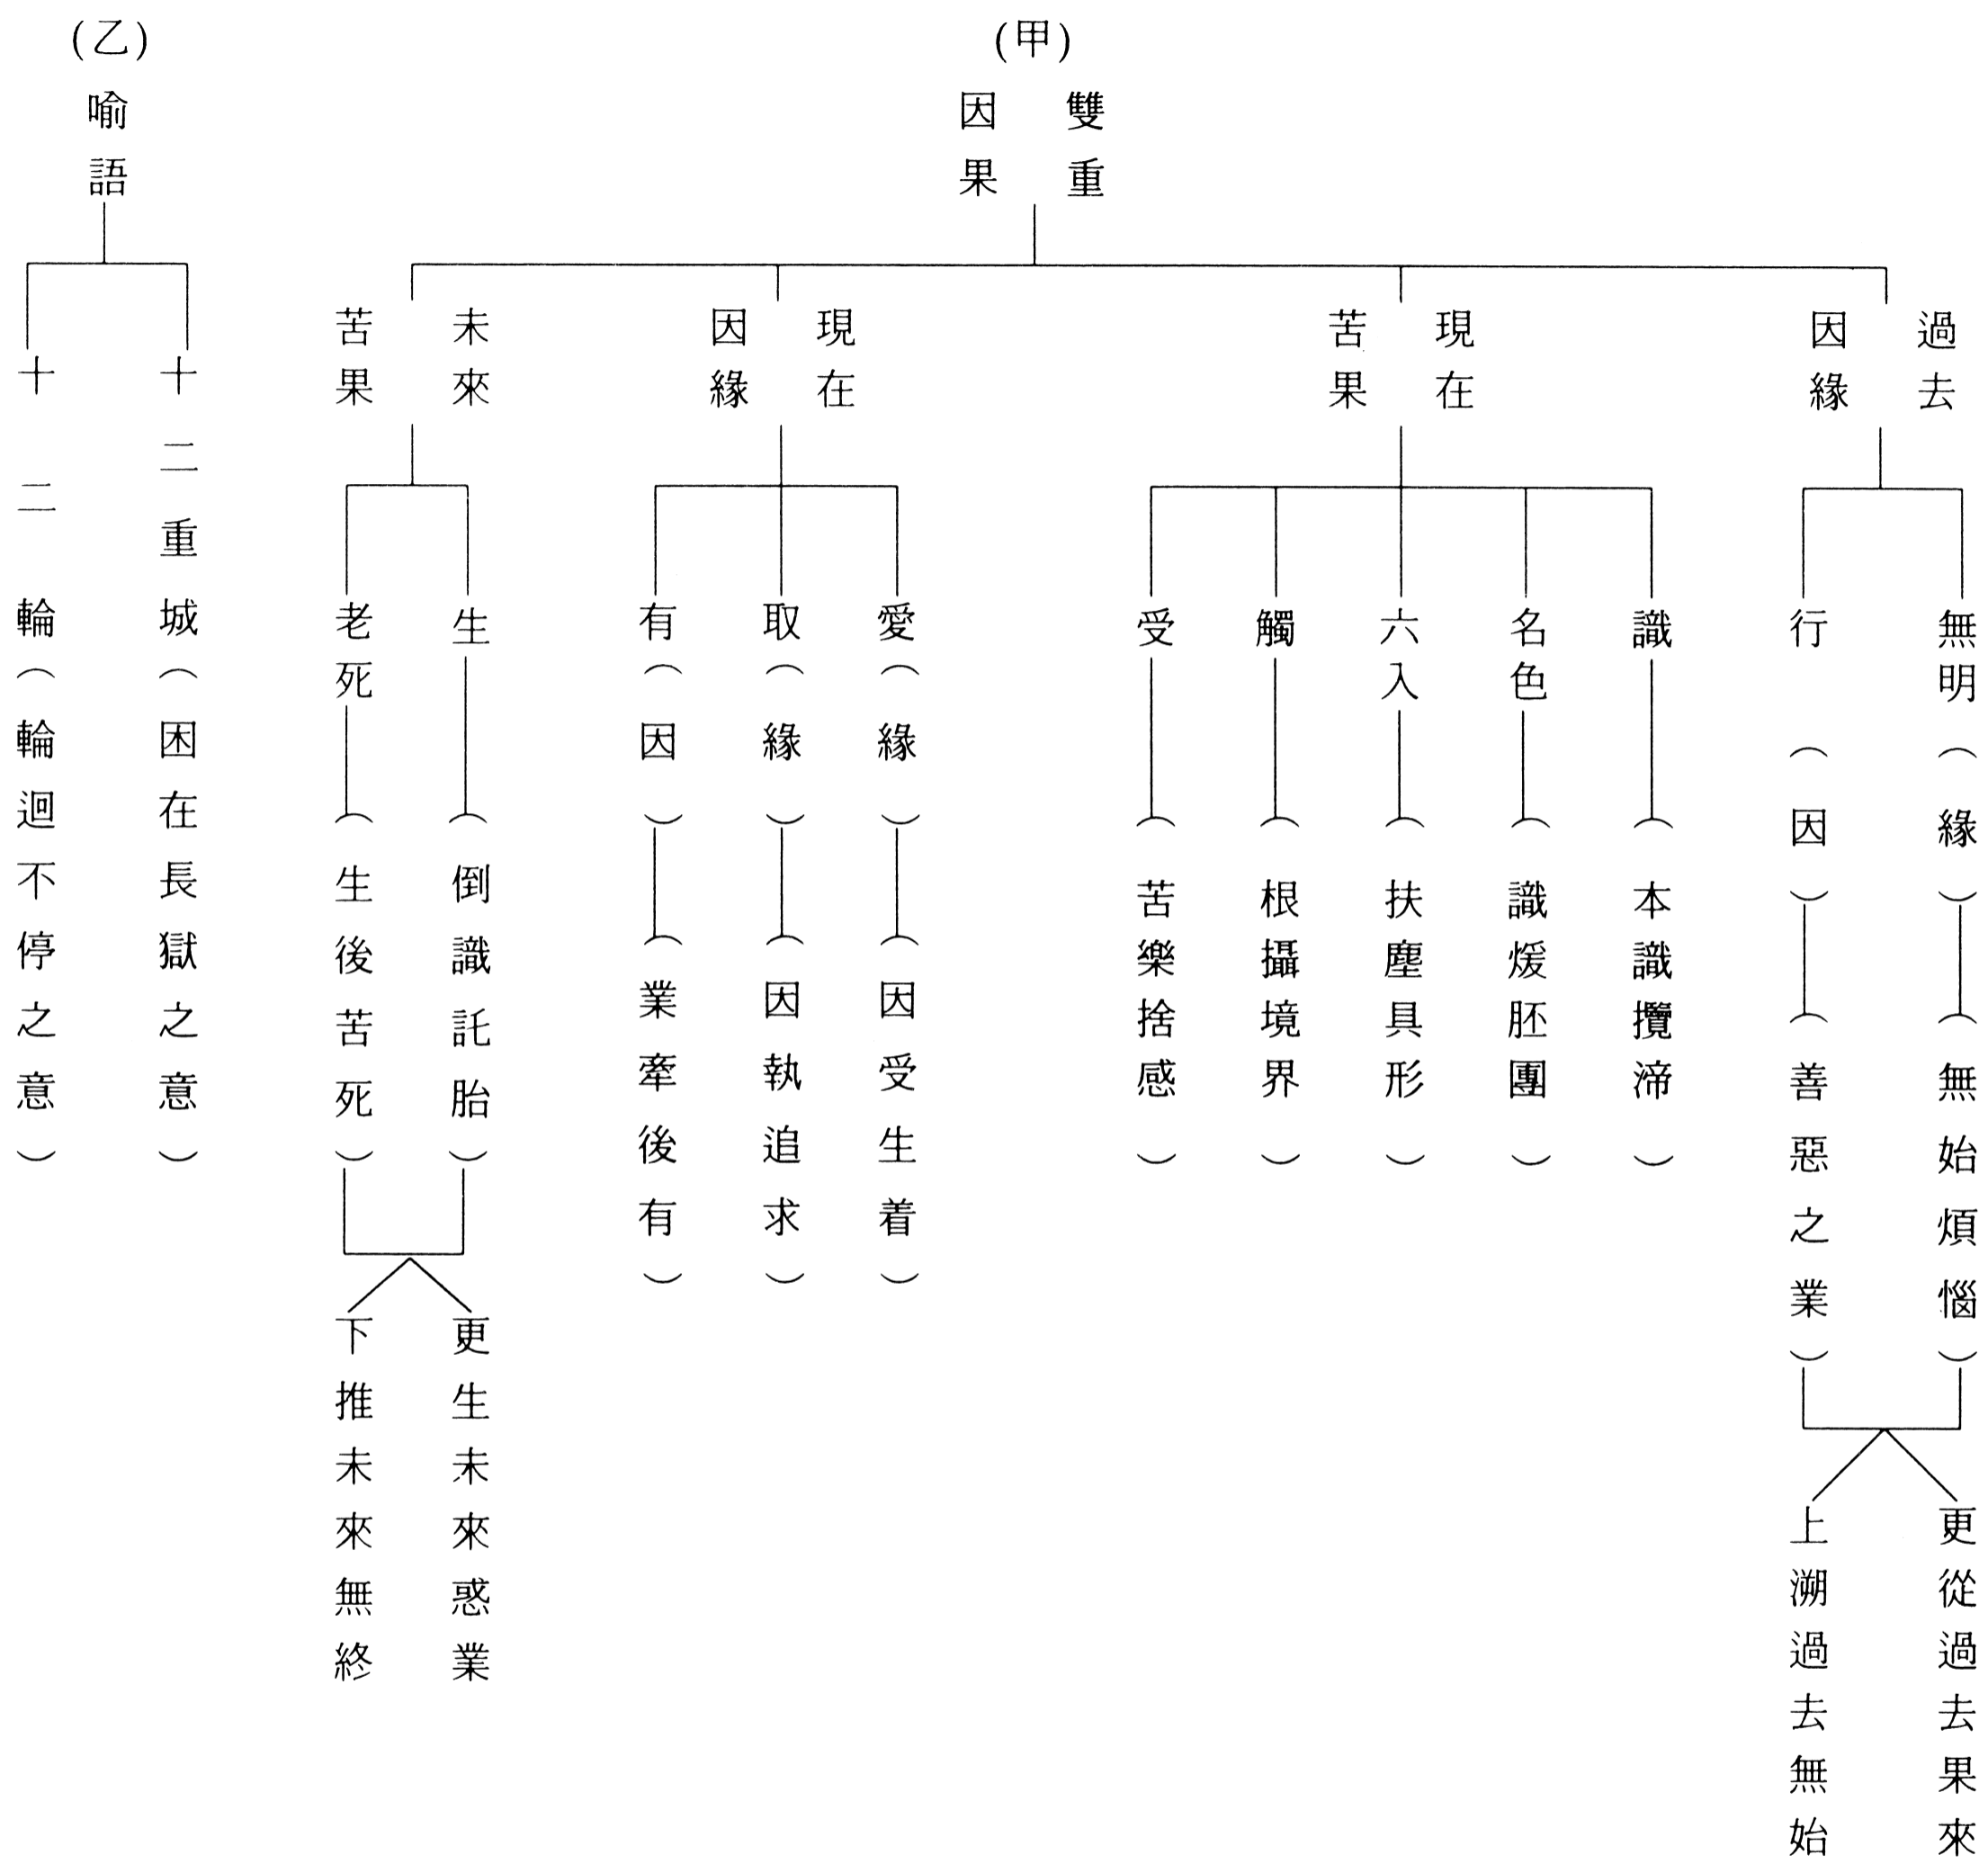 (甲)
雙重
因果
過去
因緣
無明（緣）
（無始煩惱）
行（因）
（善惡之業）
更從過去果來
上溯過去無始
現在
苦果
識
（本識攬渧）
名色
（識煖胚團）
六入
（扶塵具形）
觸
（根攝境界）
受
（苦樂捨感）
現在
因緣
愛（緣）
（因受生着）
取（緣）
（因執追求）
有（因）
（業牽後有）
未來
苦果
生
（倒識託胎）
老死
（生後苦死）
更生未來惑業
下推未來無終
(乙)
喻語
十二重城（困在長獄之意）
十二輪（輪迴不停之意）